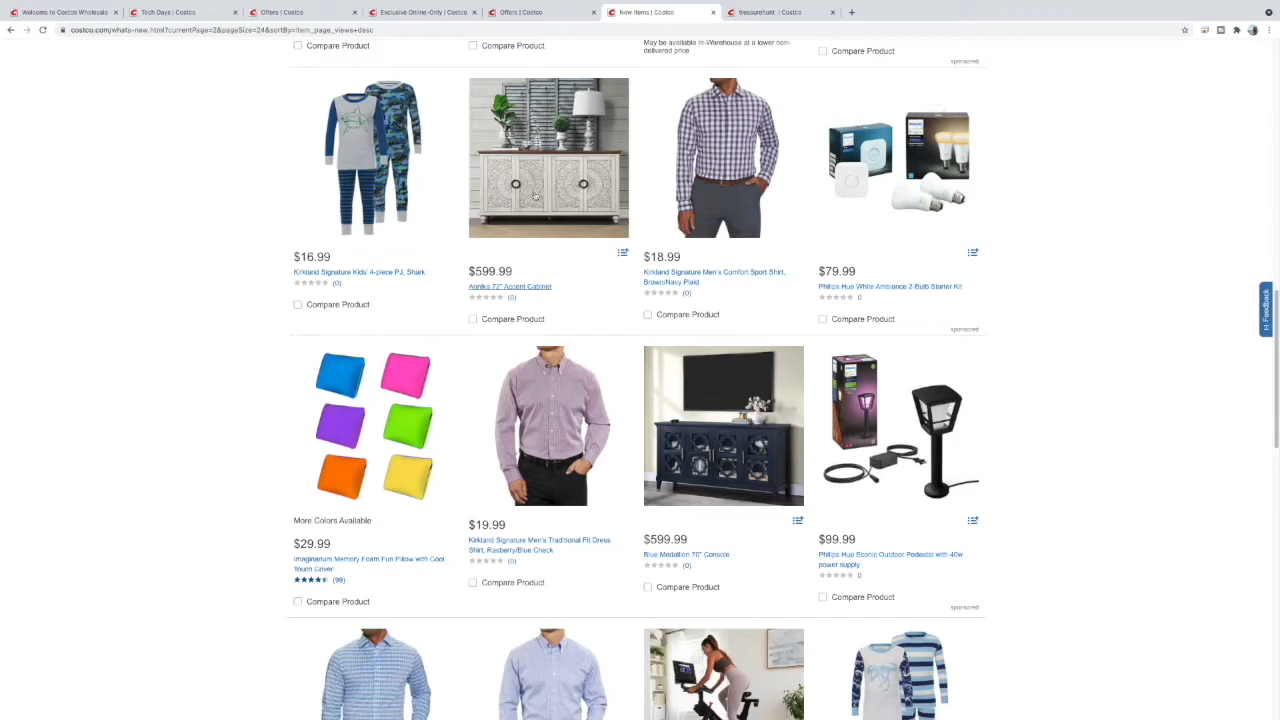 Welcome to Costco Wholesale
Tech Days | Costco
Offers | Costco
Exclusive Online-Only | Costco
Offers | Costco
New Items | Costco
treasurehunt | Costco
costco.com/whats-new.html?currentPage=2&pageSize=24&sortBy=item_page_views+desc
Compare Product
Compare Product
May be available In-Warehouse at a lower non-
delivered price
Compare Product
sponsored
$16.99
Kirkland Signature Kids' 4-piece PJ, Shark
(0)
Compare Product
$599.99
Annika 72" Accent Cabinet
(0)
Compare Product
$18.99
Kirkland Signature Men's Comfort Sport Shirt,
Brown/Navy Plaid
(0)
Compare Product
$79.99
Philips Hue White Ambiance 2-Bulb Starter Kit
0
Compare Product
sponsored
Feedback
More Colors Available
$29.99
Imaginarium Memory Foam Fun Pillow with Cool
Touch Cover
(99)
Compare Product
$19.99
Kirkland Signature Men's Traditional Fit Dress
Shirt, Rasberry/Blue Check
(0)
Compare Product
$599.99
Blue Medallion 70" Console
(0)
Compare Product
$99.99
Philips Hue Econic Outdoor Pedestal with 40w
power supply
0
Compare Product
sponsored